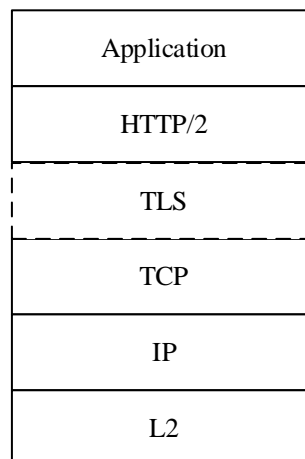 Application
HTTP/2
TLS
TCP
IP
L2